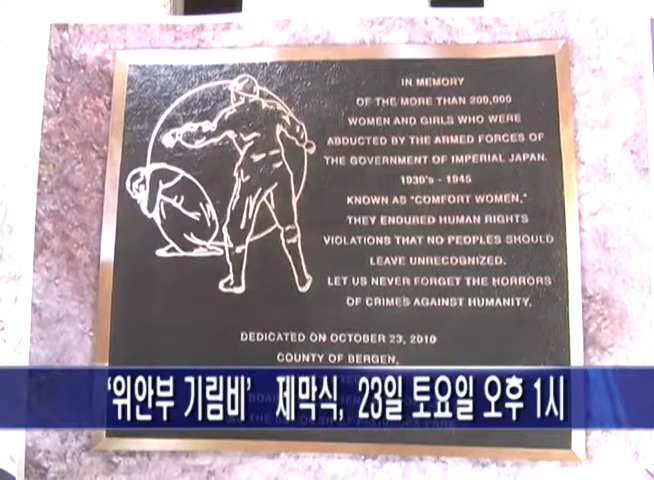 IN MEMORY
OF THE MORE THAN 200,000
WOMEN AND GIRLS WHO WERE
ABDUCTED BY THE ARMED FORCES OF
THE GOVERNMENT OF IMPERIAL JAPAN.
1930's - 1945
KNOWN AS "COMFORT WOMEN,"
THEY ENDURED HUMAN RIGHTS
VIOLATIONS THAT NO PEOPLES SHOULD
LEAVE UNRECOGNIZED.
LET US NEVER FORGET THE HORRORS
OF CRIMES AGAINST HUMANITY.
DEDICATED ON OCTOBER 23, 2010
COUNTY OF BERGEN,
'위안부 기림비' 제막식, 23일 토요일 오후 1시